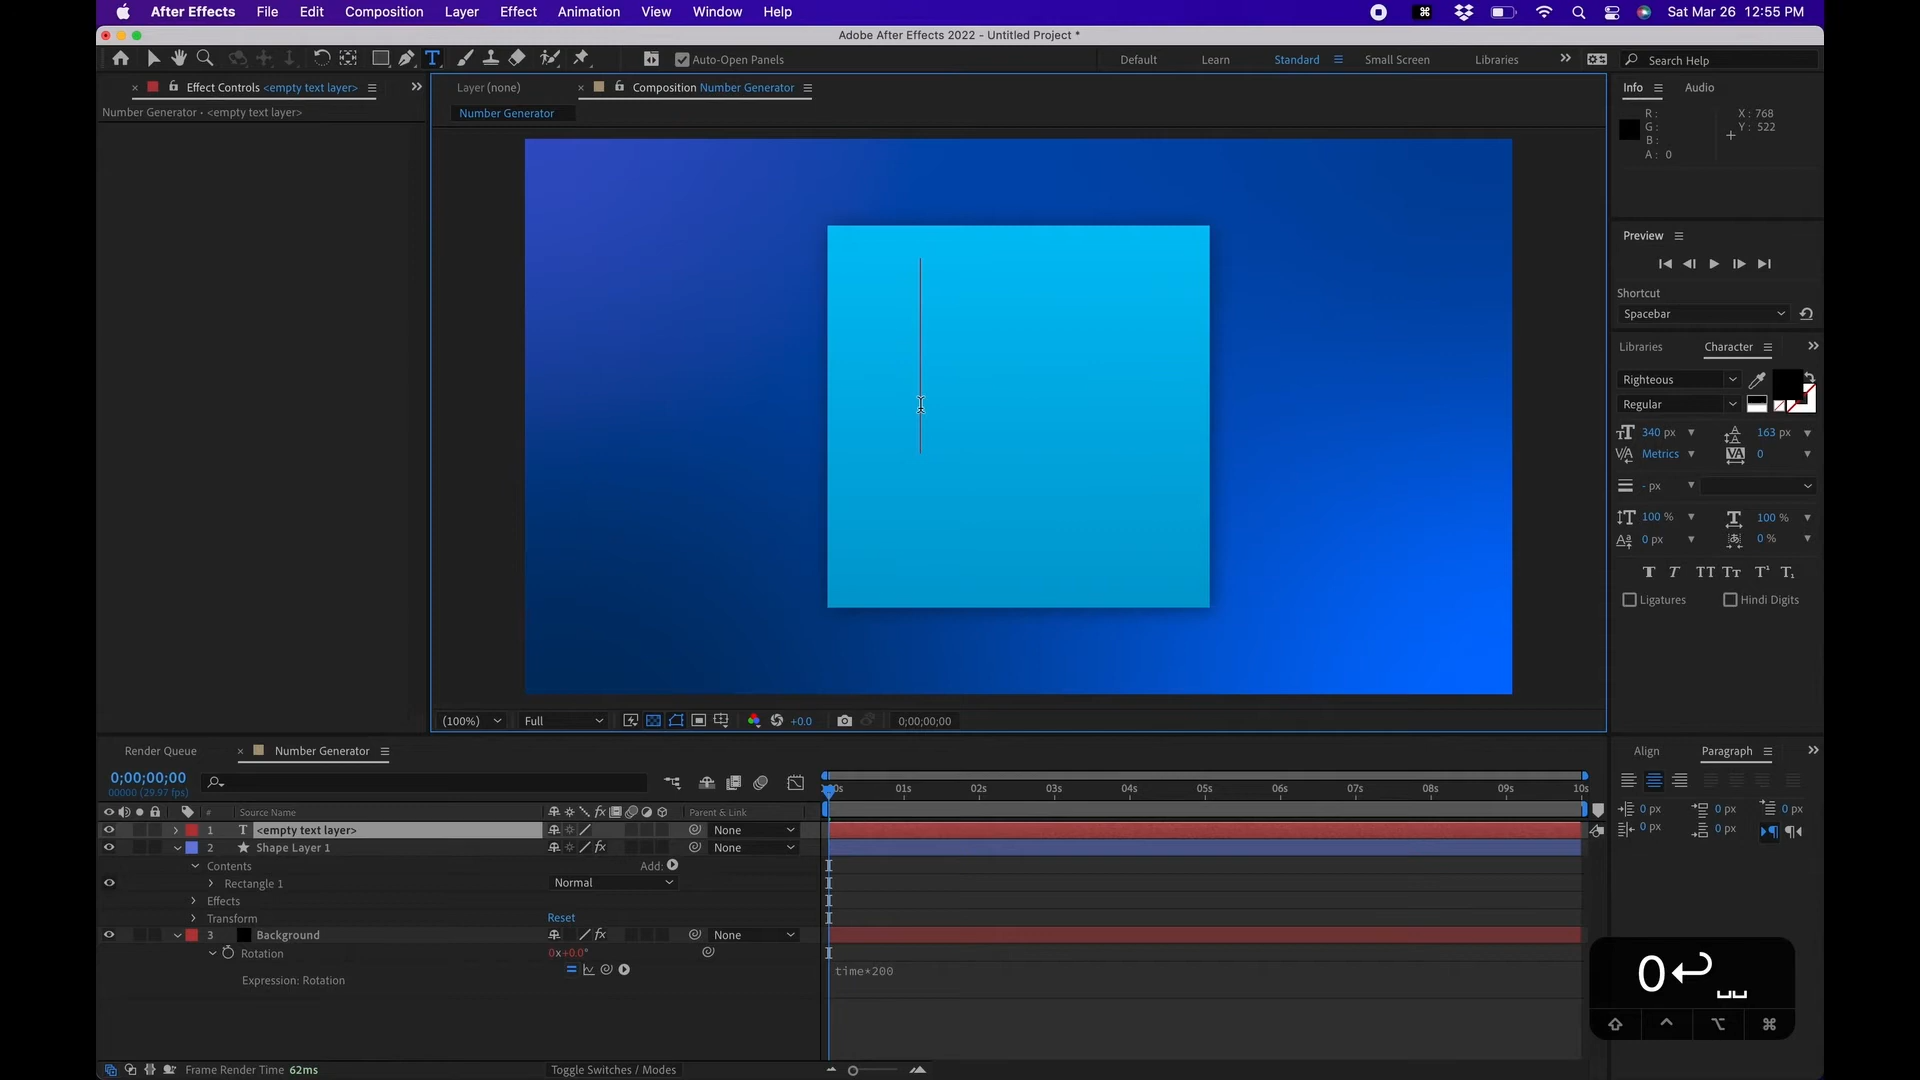 After Effects File Edit Composition Layer Effect Animation View Window Help Sat Mar 26 12:55 PM
Adobe After Effects 2022 - Untitled Project *
Auto-Open Panels Default Learn Standard Small Screen Libraries Search Help
Effect Controls <empty text layer> Layer (none) Composition Number Generator Info Audio
Number Generator • <empty text layer> Number Generator
R: X: 768
G: Y: 522
B:
A: 0
Preview
Shortcut
Spacebar
Libraries Character
Righteous
Regular
340 px 163 px
Metrics 0
- px
100 % 100 %
0 px 0 %
Ligatures Hindi Digits
(100%) Full +0.0 0;00;00;00
Render Queue Number Generator Align Paragraph
0;00;00;00
00000 (29.97 fps)
:00s 01s 02s 03s 04s 05s 06s 07s 08s 09s 10s
0 px 0 px 0 px
0 px 0 px
# Source Name Parent & Link
1 T <empty text layer> None
2 Shape Layer 1 None
Contents Add:
Rectangle 1 Normal
Effects
Transform Reset
3 Background None
Rotation 0x+0.0°
time*200
Expression: Rotation
0
Frame Render Time 62ms Toggle Switches / Modes